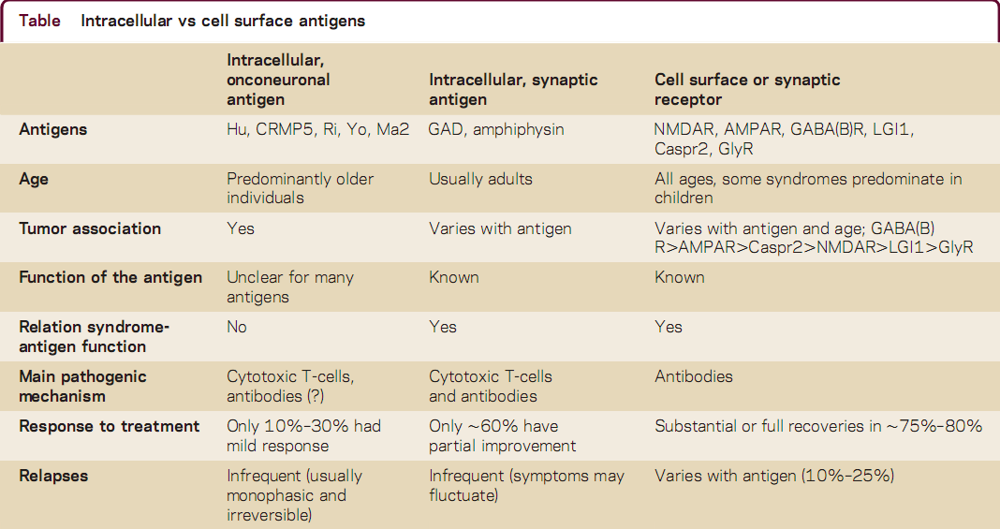 Table Intracellular vs cell surface antigens
Intracellular, onconeuronal antigen
Intracellular, synaptic antigen
Cell surface or synaptic receptor
Antigens
Hu, CRMP5, Ri, Yo, Ma2
GAD, amphiphysin
NMDAR, AMPAR, GABA(B)R, LGI1,
Caspr2, GlyR
Age
Predominantly older
individuals
Usually adults
All ages, some syndromes predominate in
children
Tumor association
Yes
Varies with antigen
Varies with antigen and age; GABA(B)
R>AMPAR>Caspr2>NMDAR>LGI1>GlyR
Function of the antigen
Unclear for many
antigens
Known
Known
Relation syndrome-
antigen function
No
Yes
Yes
Main pathogenic
mechanism
Cytotoxic T-cells,
antibodies (?)
Cytotoxic T-cells
and antibodies
Antibodies
Response to treatment
Only 10%–30% had
mild response
Only ~60% have
partial improvement
Substantial or full recoveries in ~75%–80%
Relapses
Infrequent (usually
monophasic and
irreversible)
Infrequent (symptoms may
fluctuate)
Varies with antigen (10%–25%)